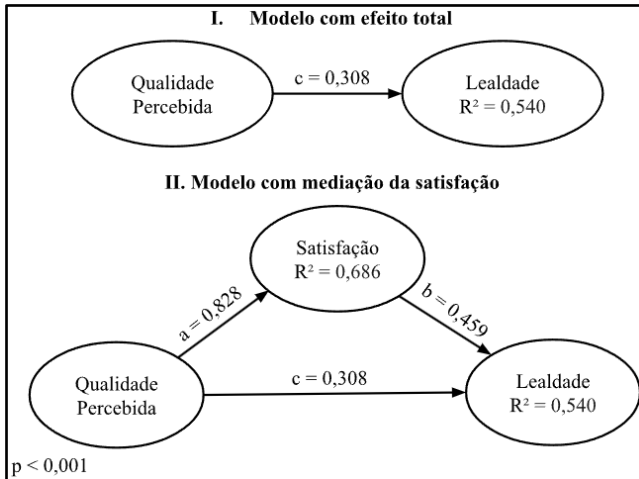 I. Modelo com efeito total
Qualidade
Percebida
c = 0,308
Lealdade
R² = 0,540
II. Modelo com mediação da satisfação
Satisfação
R² = 0,686
a = 0,828
b = 0,459
Qualidade
Percebida
c = 0,308
Lealdade
R² = 0,540
p < 0,001